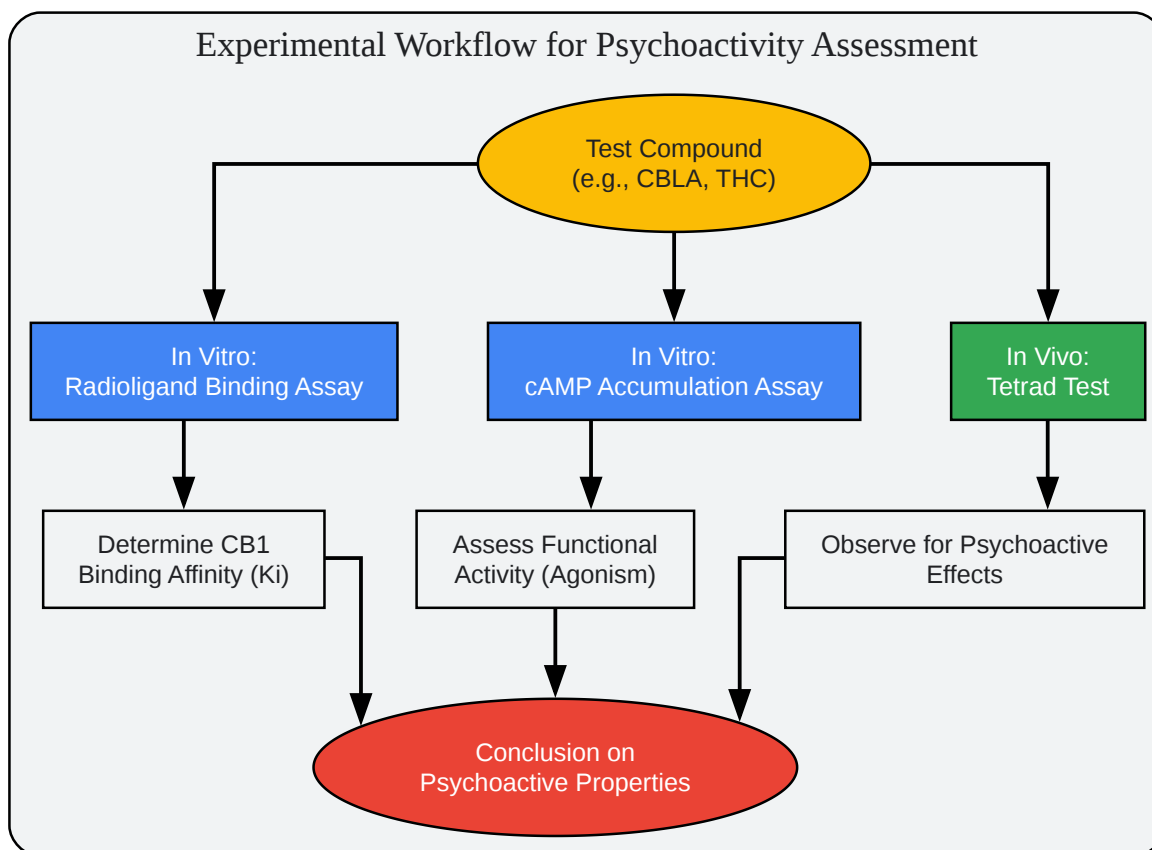 Experimental Workflow for Psychoactivity Assessment
Test Compound
(e.g., CBLA, THC)
In Vitro:
Radioligand Binding Assay
In Vitro:
cAMP Accumulation Assay
In Vivo:
Tetrad Test
Determine CB1
Binding Affinity (Ki)
Assess Functional
Activity (Agonism)
Observe for Psychoactive
Effects
Conclusion on
Psychoactive Properties